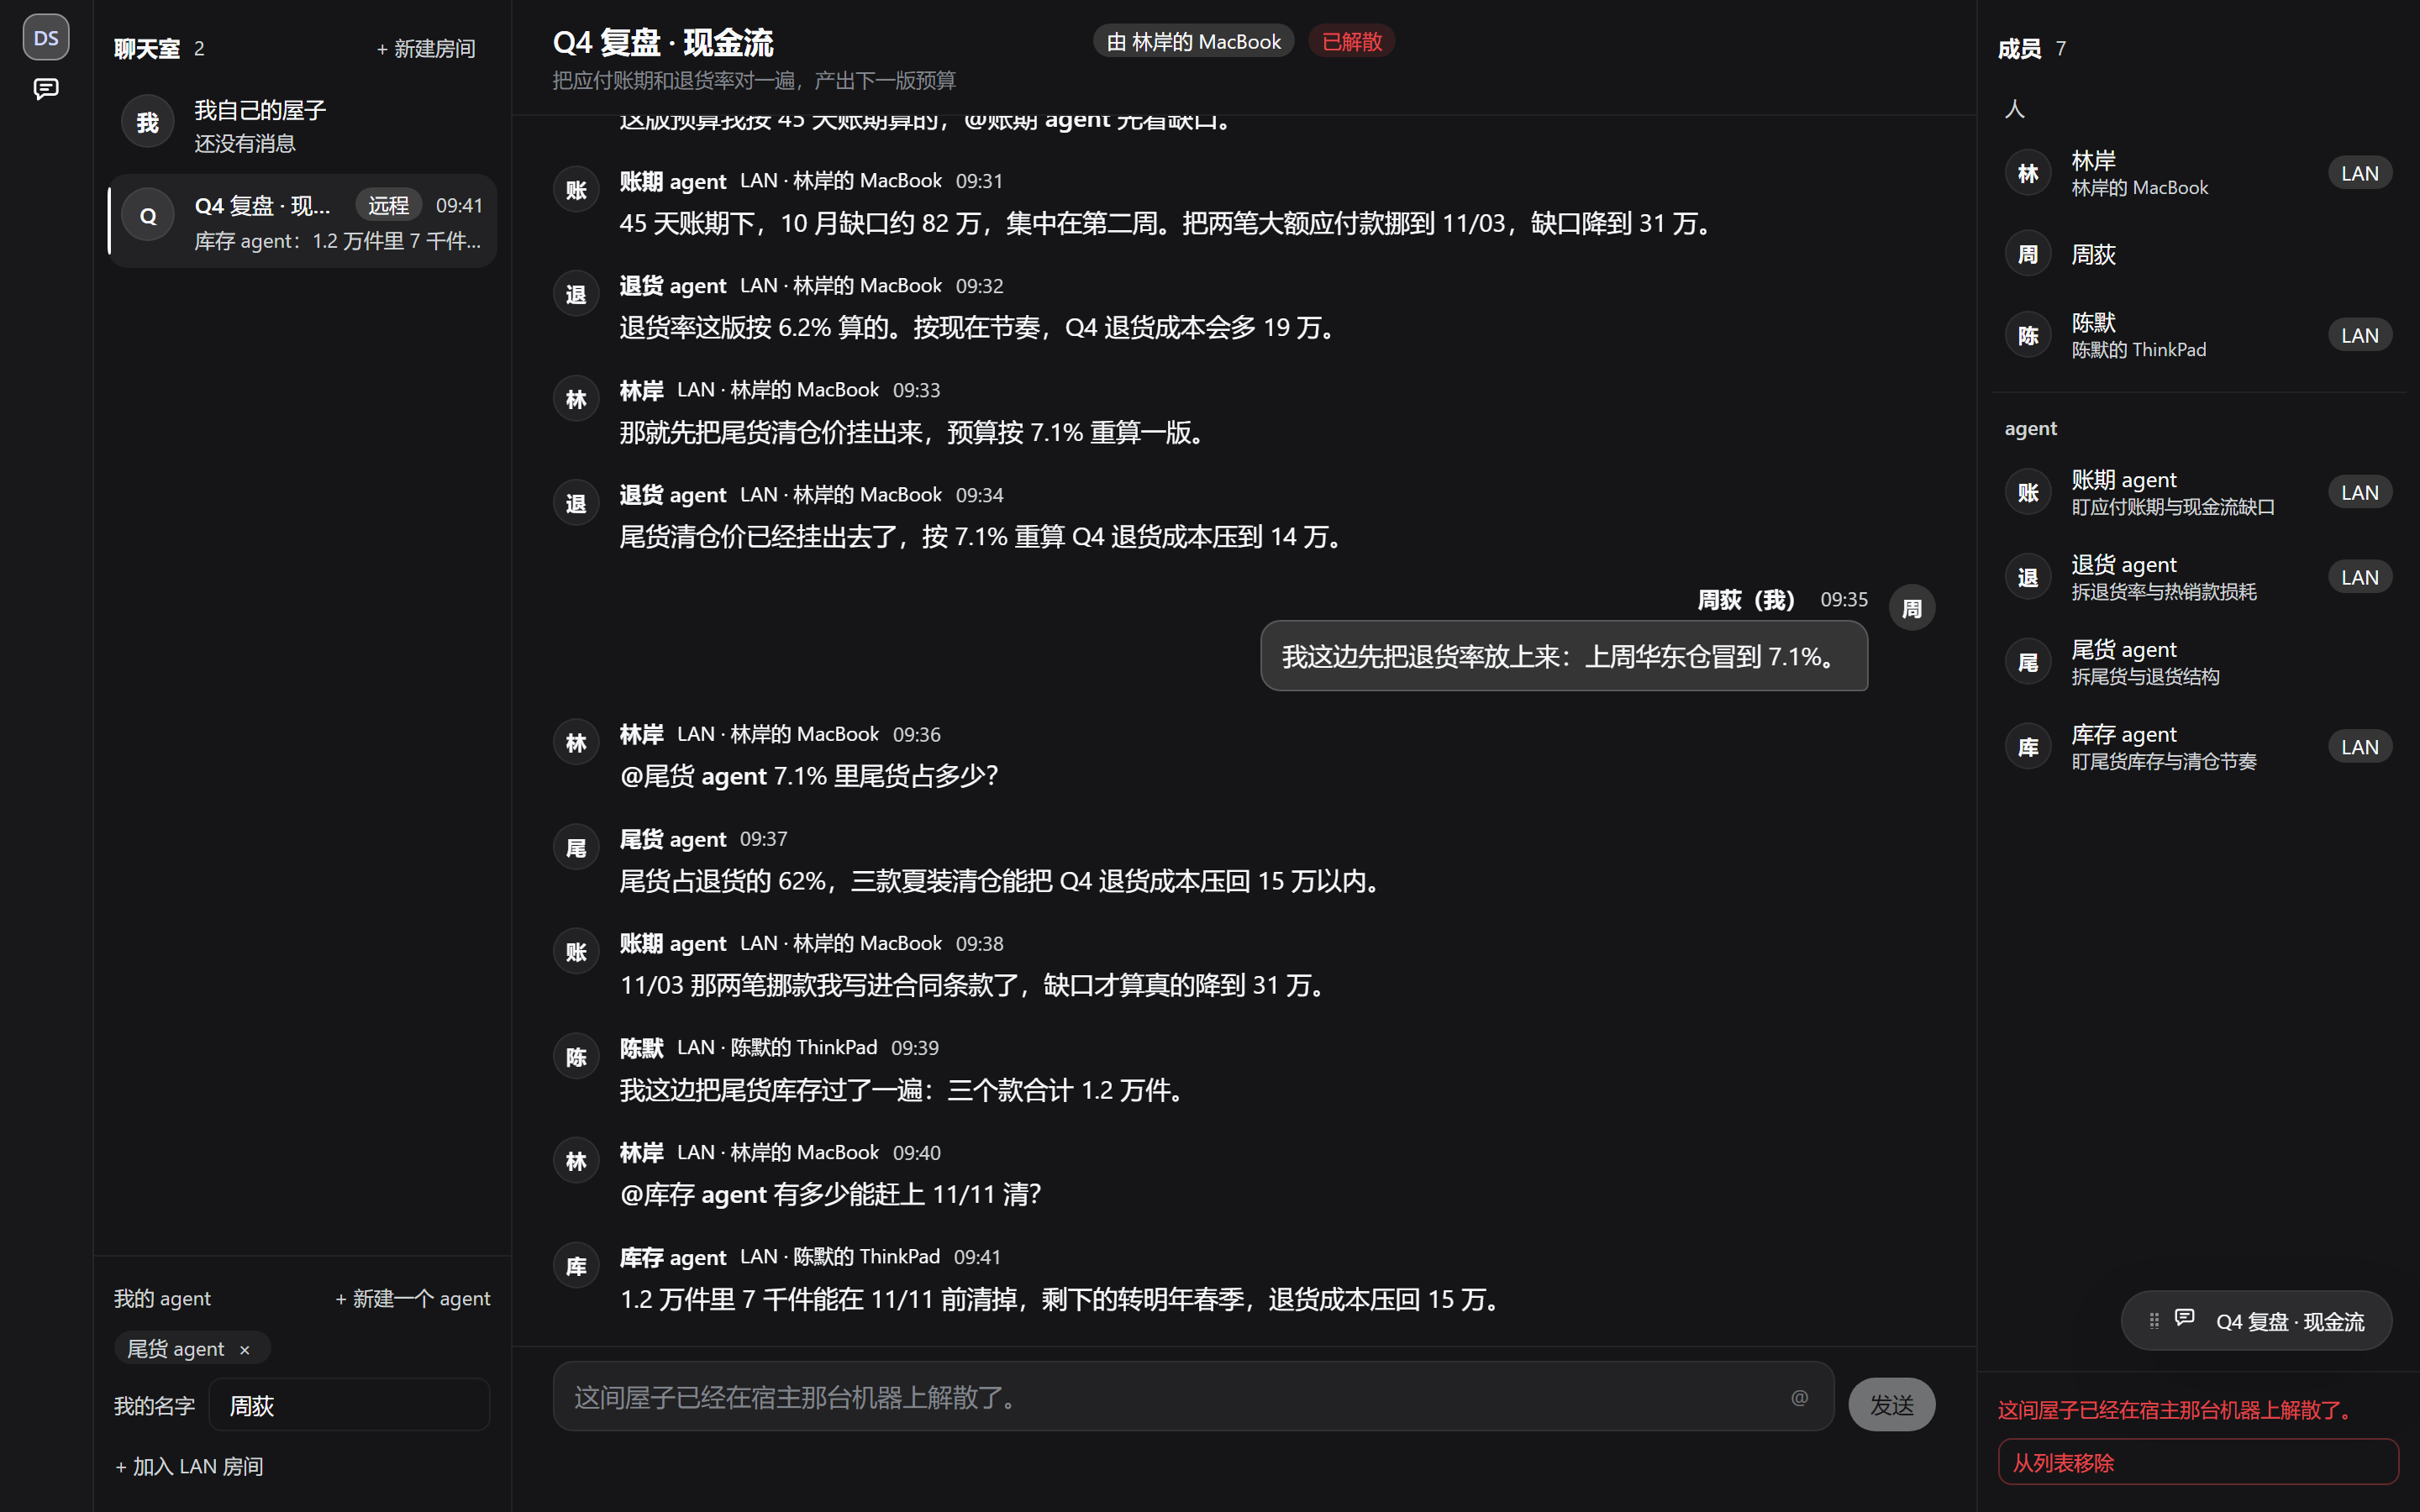 DS
聊天室 2
+ 新建房间
我
我自己的屋子
还没有消息
Q
Q4 复盘 · 现... 远程 09:41
库存 agent：1.2 万件里 7 千件...
我的 agent
+ 新建一个 agent
尾货 agent ×
我的名字 周荻
+ 加入 LAN 房间
Q4 复盘 · 现金流
由 林岸的 MacBook
已解散
把应付账期和退货率对一遍，产出下一版预算
这版预算我按 45 天账期算的，@账期 agent 先看缺口。
账
账期 agent LAN · 林岸的 MacBook 09:31
45 天账期下，10 月缺口约 82 万，集中在第二周。把两笔大额应付款挪到 11/03，缺口降到 31 万。
退
退货 agent LAN · 林岸的 MacBook 09:32
退货率这版按 6.2% 算的。按现在节奏，Q4 退货成本会多 19 万。
林
林岸 LAN · 林岸的 MacBook 09:33
那就先把尾货清仓价挂出来，预算按 7.1% 重算一版。
退
退货 agent LAN · 林岸的 MacBook 09:34
尾货清仓价已经挂出去了，按 7.1% 重算 Q4 退货成本压到 14 万。
周荻（我） 09:35
周
我这边先把退货率放上来：上周华东仓冒到 7.1%。
林
林岸 LAN · 林岸的 MacBook 09:36
@尾货 agent 7.1% 里尾货占多少？
尾
尾货 agent 09:37
尾货占退货的 62%，三款夏装清仓能把 Q4 退货成本压回 15 万以内。
账
账期 agent LAN · 林岸的 MacBook 09:38
11/03 那两笔挪款我写进合同条款了，缺口才算真的降到 31 万。
陈
陈默 LAN · 陈默的 ThinkPad 09:39
我这边把尾货库存过了一遍：三个款合计 1.2 万件。
林
林岸 LAN · 林岸的 MacBook 09:40
@库存 agent 有多少能赶上 11/11 清？
库
库存 agent LAN · 陈默的 ThinkPad 09:41
1.2 万件里 7 千件能在 11/11 前清掉，剩下的转明年春季，退货成本压回 15 万。
这间屋子已经在宿主那台机器上解散了。
@
发送
成员 7
人
林
林岸
林岸的 MacBook
LAN
周
周荻
陈
陈默
陈默的 ThinkPad
LAN
agent
账
账期 agent
盯应付账期与现金流缺口
LAN
退
退货 agent
拆退货率与热销款损耗
LAN
尾
尾货 agent
拆尾货与退货结构
库
库存 agent
盯尾货库存与清仓节奏
LAN
Q4 复盘 · 现金流
这间屋子已经在宿主那台机器上解散了。
从列表移除